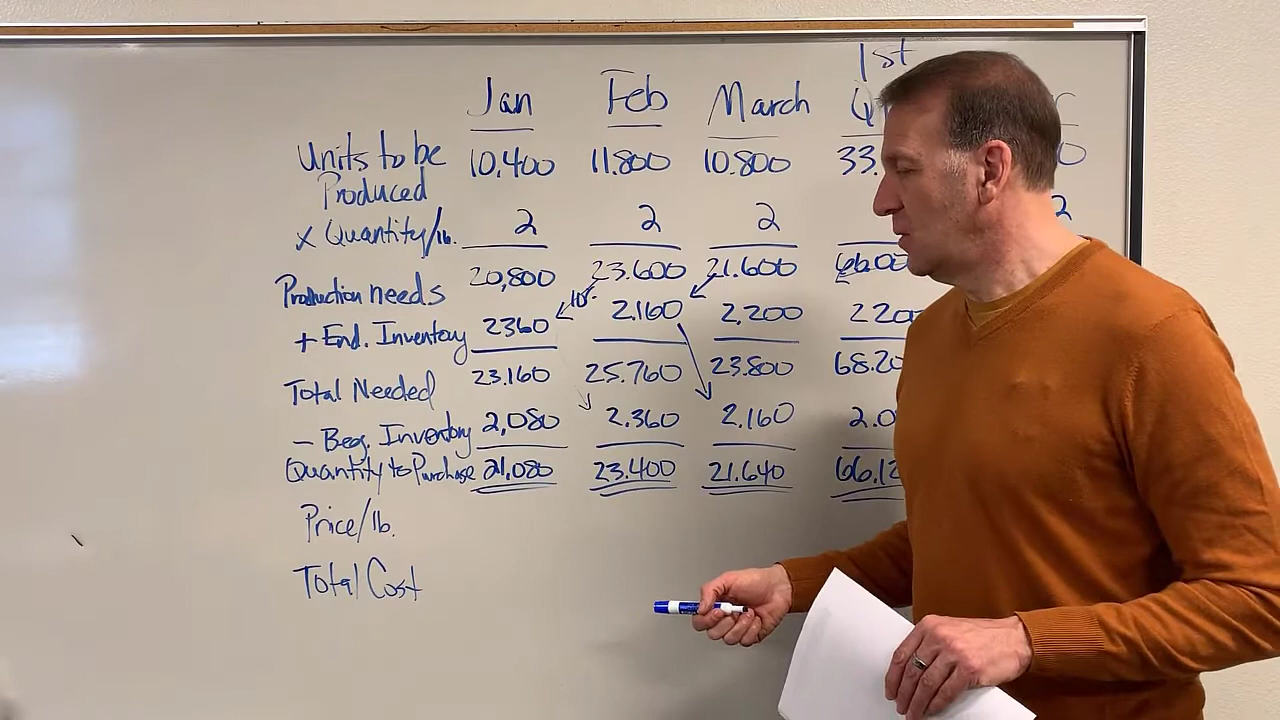 1st
Jan Feb March
Units to be 10,400 11.800 10.800 33.
Produced
x Quantity/lb. 2 2 2 2
Production needs 20,800 23.600 21.600 66.00
10%
+ End. Inventory 2360 2.160 2,200 2200
Total Needed 23.160 25.760 23.800 68.20
- Beg. Inventory 2,080 2.360 2.160 2.0
Quantity to Purchase 21,080 23.400 21.640 66.12
Price/lb.
Total Cost